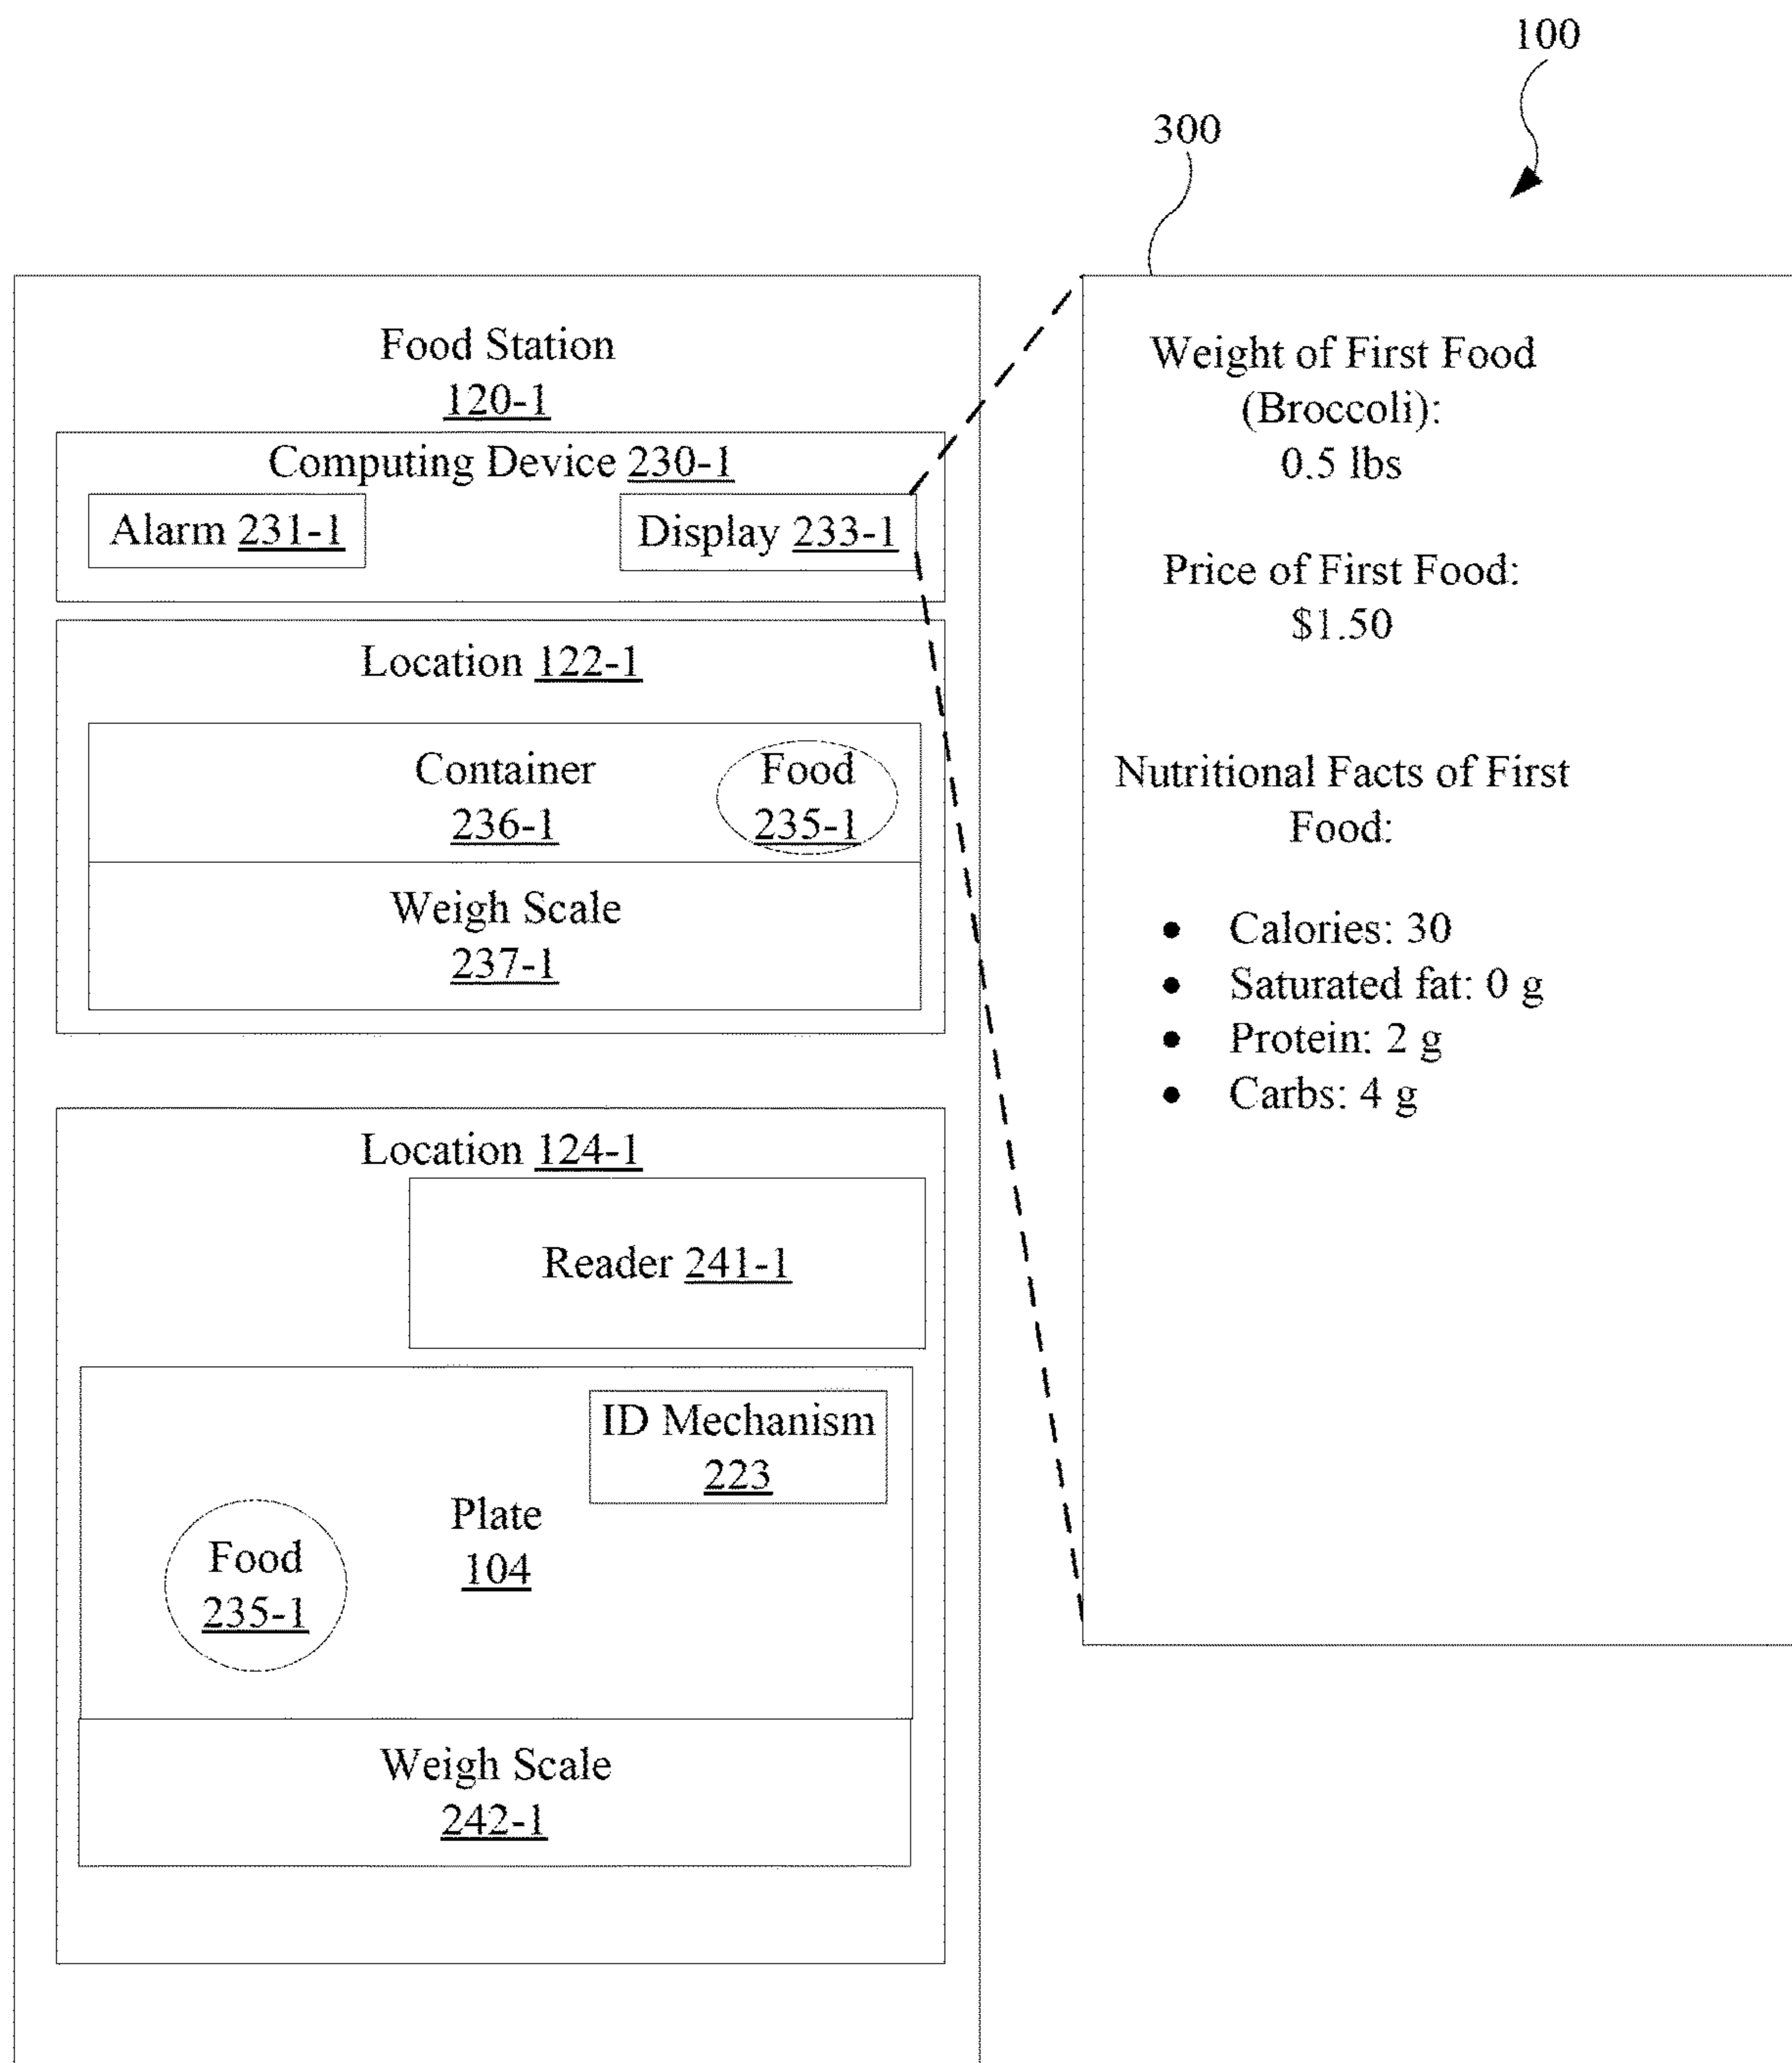 100
300
Food Station
120-1
Computing Device 230-1
Alarm 231-1
Display 233-1
Location 122-1
Container
236-1
Food
235-1
Weigh Scale
237-1
Location 124-1
Reader 241-1
ID Mechanism
223
Plate
104
Food
235-1
Weigh Scale
242-1
Weight of First Food
(Broccoli):
0.5 lbs
Price of First Food:
$1.50
Nutritional Facts of First
Food:
• Calories: 30
• Saturated fat: 0 g
• Protein: 2 g
• Carbs: 4 g